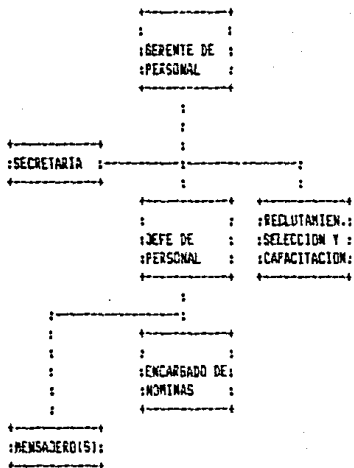 GERENTE DE
PERSONAL
SECRETARIA
JEFE DE
PERSONAL
RECLUTAMIEN.
SELECCION Y
CAPACITACION
ENCARGADO DE
NOMINAS
MENSAJERO(S)